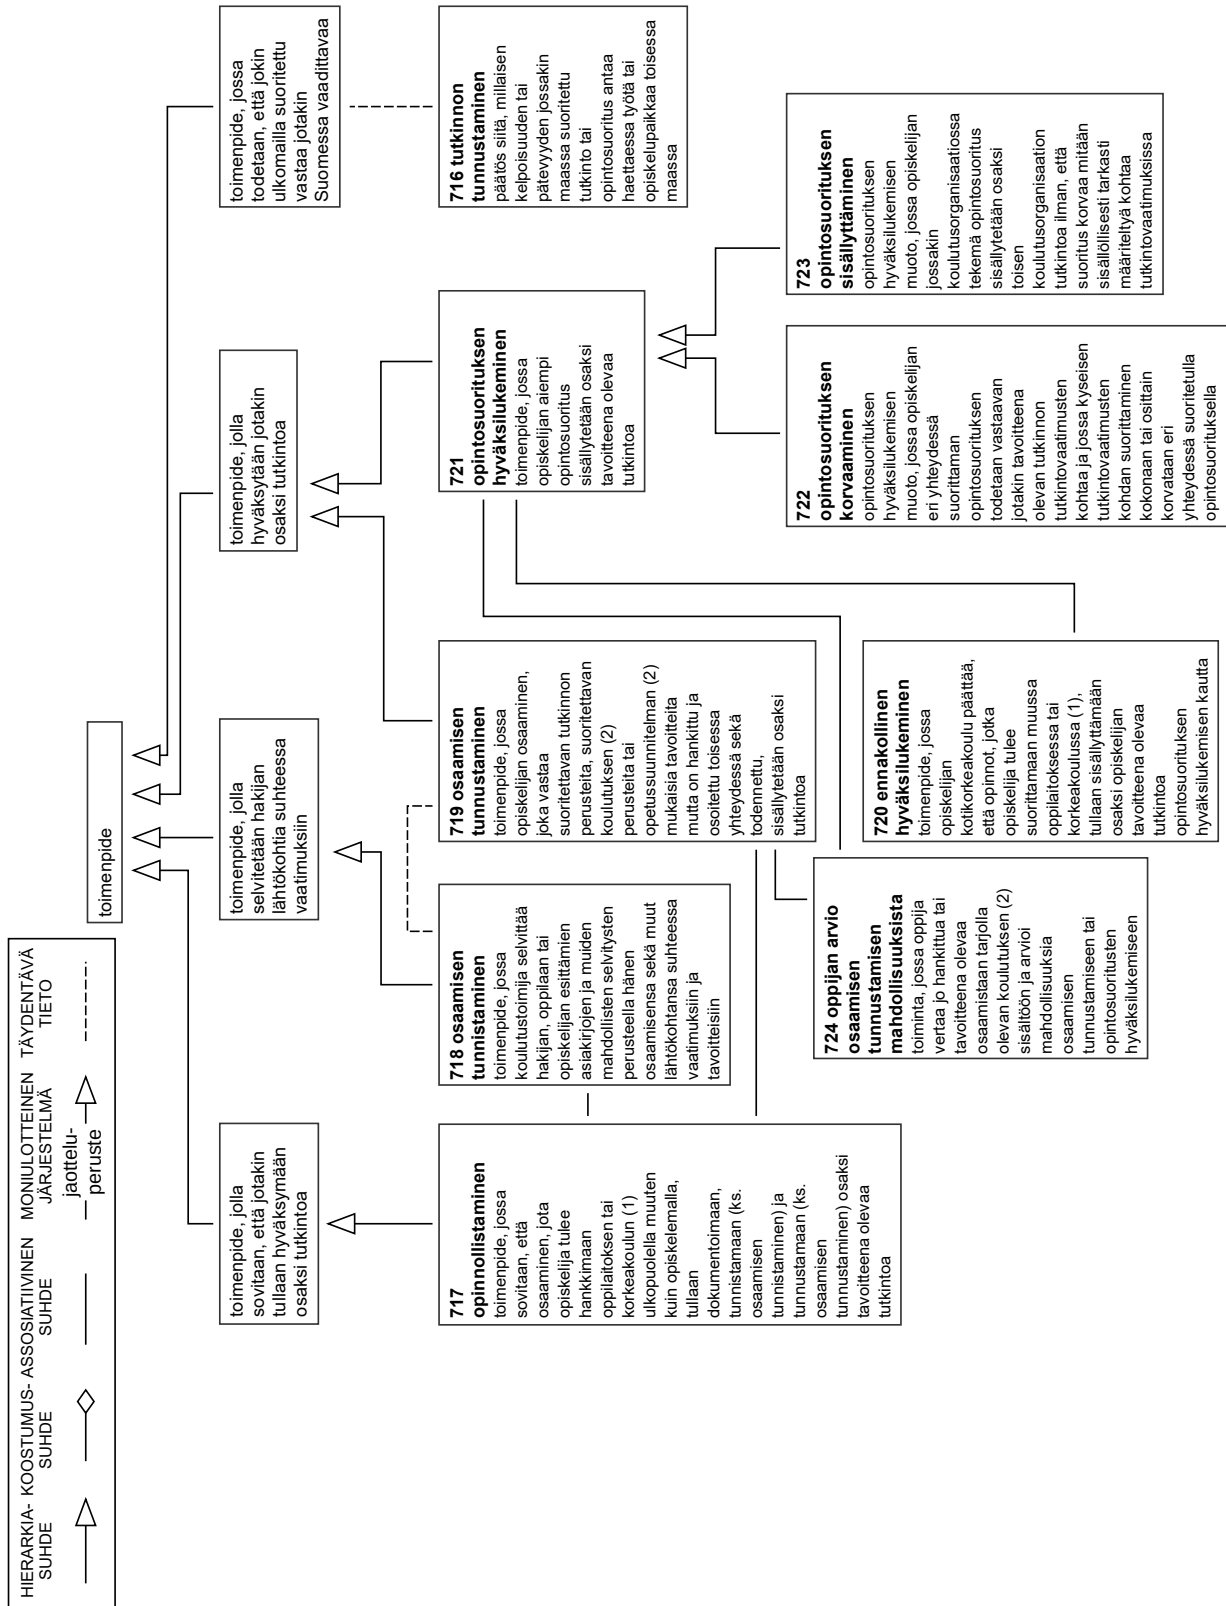 HIERARKIA-
SUHDE
KOOSTUMUS-
SUHDE
ASSOSIATIIVINEN
SUHDE
MONIULOTTEINEN
JÄRJESTELMÄ
jaottelu-
peruste
TÄYDENTÄVÄ
TIETO
toimenpide
toimenpide, jolla
sovitaan, että jotakin
tullaan hyväksymään
osaksi tutkintoa
toimenpide, jolla
selvitetään hakijan
lähtökohtia suhteessa
vaatimuksiin
toimenpide, jolla
hyväksytään jotakin
osaksi tutkintoa
toimenpide, jossa
todetaan, että jokin
ulkomailla suoritettu
vastaa jotakin
Suomessa vaadittavaa
717
opinnollistaminen
toimenpide, jossa
sovitaan, että
osaaminen, jota
opiskelija tulee
hankkimaan
oppilaitoksen tai
korkeakoulun (1)
ulkopuolella muuten
kuin opiskelemalla,
tullaan
dokumentoimaan,
tunnistamaan (ks.
osaamisen
tunnistaminen) ja
tunnustamaan (ks.
osaamisen
tunnustaminen) osaksi
tavoitteena olevaa
tutkintoa
718 osaamisen
tunnistaminen
toimenpide, jossa
koulutustoimija selvittää
hakijan, oppilaan tai
opiskelijan esittämien
asiakirjojen ja muiden
mahdollisten selvitysten
perusteella hänen
osaamisensa sekä muut
lähtökohtansa suhteessa
vaatimuksiin ja
tavoitteisiin
719 osaamisen
tunnustaminen
toimenpide, jossa
opiskelijan osaaminen,
joka vastaa
suoritettavan tutkinnon
perusteita, suoritettavan
koulutuksen (2)
perusteita tai
opetussuunnitelman (2)
mukaisia tavoitteita
mutta on hankittu ja
osoitettu toisessa
yhteydessä sekä
todennettu,
sisällytetään osaksi
tutkintoa
721
opintosuorituksen
hyväksilukeminen
toimenpide, jossa
opiskelijan aiempi
opintosuoritus
sisällytetään osaksi
tavoitteena olevaa
tutkintoa
716 tutkinnon
tunnustaminen
päätös siitä, millaisen
kelpoisuuden tai
pätevyyden jossakin
maassa suoritettu
tutkinto tai
opintosuoritus antaa
haettaessa työtä tai
opiskelupaikkaa toisessa
maassa
724 oppijan arvio
osaamisen
tunnustamisen
mahdollisuuksista
toiminta, jossa oppija
vertaa jo hankittua tai
tavoitteena olevaa
osaamistaan tarjolla
olevan koulutuksen (2)
sisältöön ja arvioi
mahdollisuuksia
osaamisen
tunnustamiseen tai
opintosuoritusten
hyväksilukemiseen
720 ennakollinen
hyväksilukeminen
toimenpide, jossa
opiskelijan
kotikorkeakoulu päättää,
että opinnot, jotka
opiskelija tulee
suorittamaan muussa
oppilaitoksessa tai
korkeakoulussa (1),
tullaan sisällyttämään
osaksi opiskelijan
tavoitteena olevaa
tutkintoa
opintosuorituksen
hyväksilukemisen kautta
722
opintosuorituksen
korvaaminen
opintosuorituksen
hyväksilukemisen
muoto, jossa opiskelijan
eri yhteydessä
suorittaman
opintosuorituksen
todetaan vastaavan
jotakin tavoitteena
olevan tutkinnon
tutkintovaatimusten
kohtaa ja jossa kyseisen
tutkintovaatimusten
kohdan suorittaminen
kokonaan tai osittain
korvataan eri
yhteydessä suoritetulla
opintosuorituksella
723
opintosuorituksen
sisällyttäminen
opintosuorituksen
hyväksilukemisen
muoto, jossa opiskelijan
jossakin
koulutusorganisaatiossa
tekemä opintosuoritus
sisällytetään osaksi
toisen
koulutusorganisaation
tutkintoa ilman, että
suoritus korvaa mitään
sisällöllisesti tarkasti
määriteltyä kohtaa
tutkintovaatimuksissa